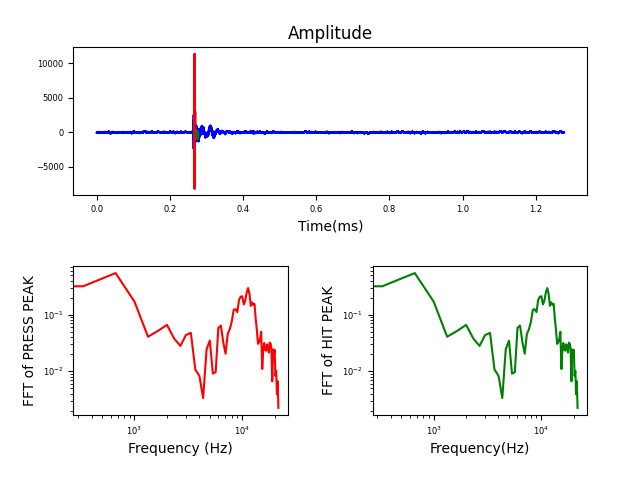 Amplitude
10000
5000
0
−5000
0.0 0.2 0.4 0.6 0.8 1.0 1.2
Time(ms)
FFT of PRESS PEAK
10⁻¹
10⁻²
10³ 10⁴
Frequency (Hz)
FFT of HIT PEAK
10⁻¹
10⁻²
10³ 10⁴
Frequency(Hz)